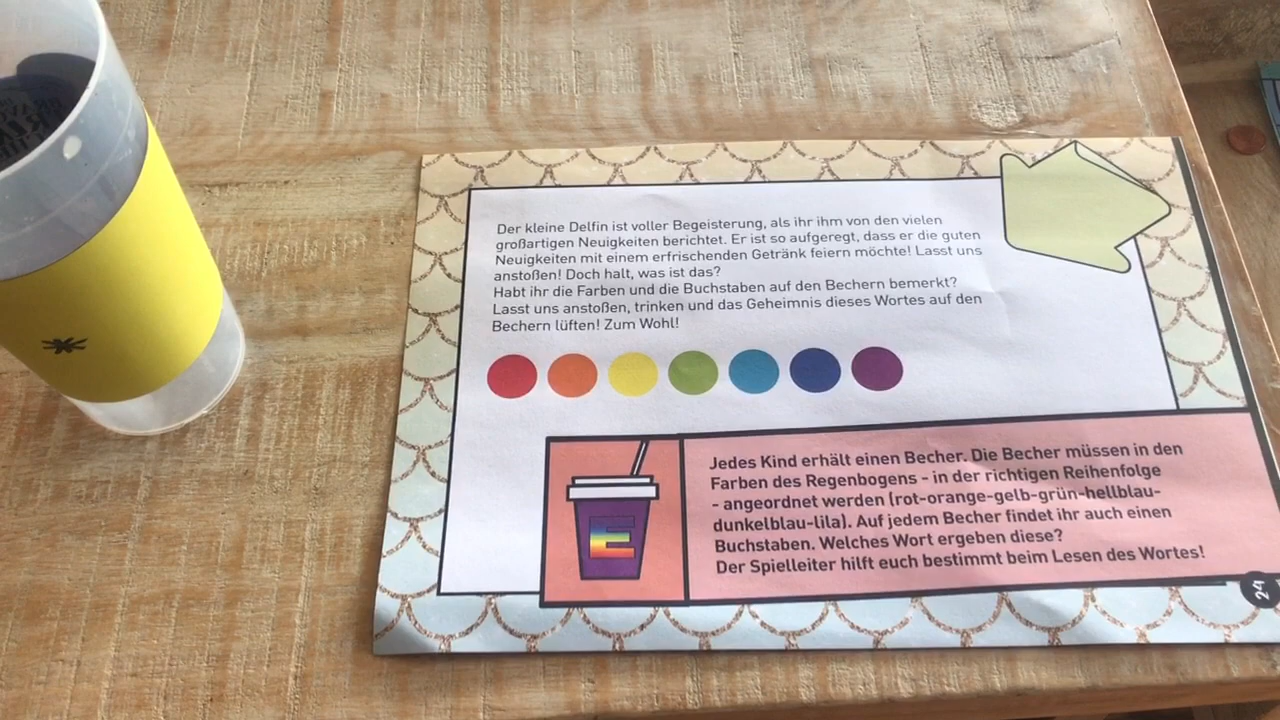 Der kleine Delfin ist voller Begeisterung, als ihr ihm von den vielen
großartigen Neuigkeiten berichtet. Er ist so aufgeregt, dass er die guten
Neuigkeiten mit einem erfrischenden Getränk feiern möchte! Lasst uns
anstoßen! Doch halt, was ist das?
Habt ihr die Farben und die Buchstaben auf den Bechern bemerkt?
Lasst uns anstoßen, trinken und das Geheimnis dieses Wortes auf den
Bechern lüften! Zum Wohl!
E
Jedes Kind erhält einen Becher. Die Becher müssen in den
Farben des Regenbogens - in der richtigen Reihenfolge
- angeordnet werden (rot-orange-gelb-grün-hellblau-
dunkelblau-lila). Auf jedem Becher findet ihr auch einen
Buchstaben. Welches Wort ergeben diese?
Der Spielleiter hilft euch bestimmt beim Lesen des Wortes!